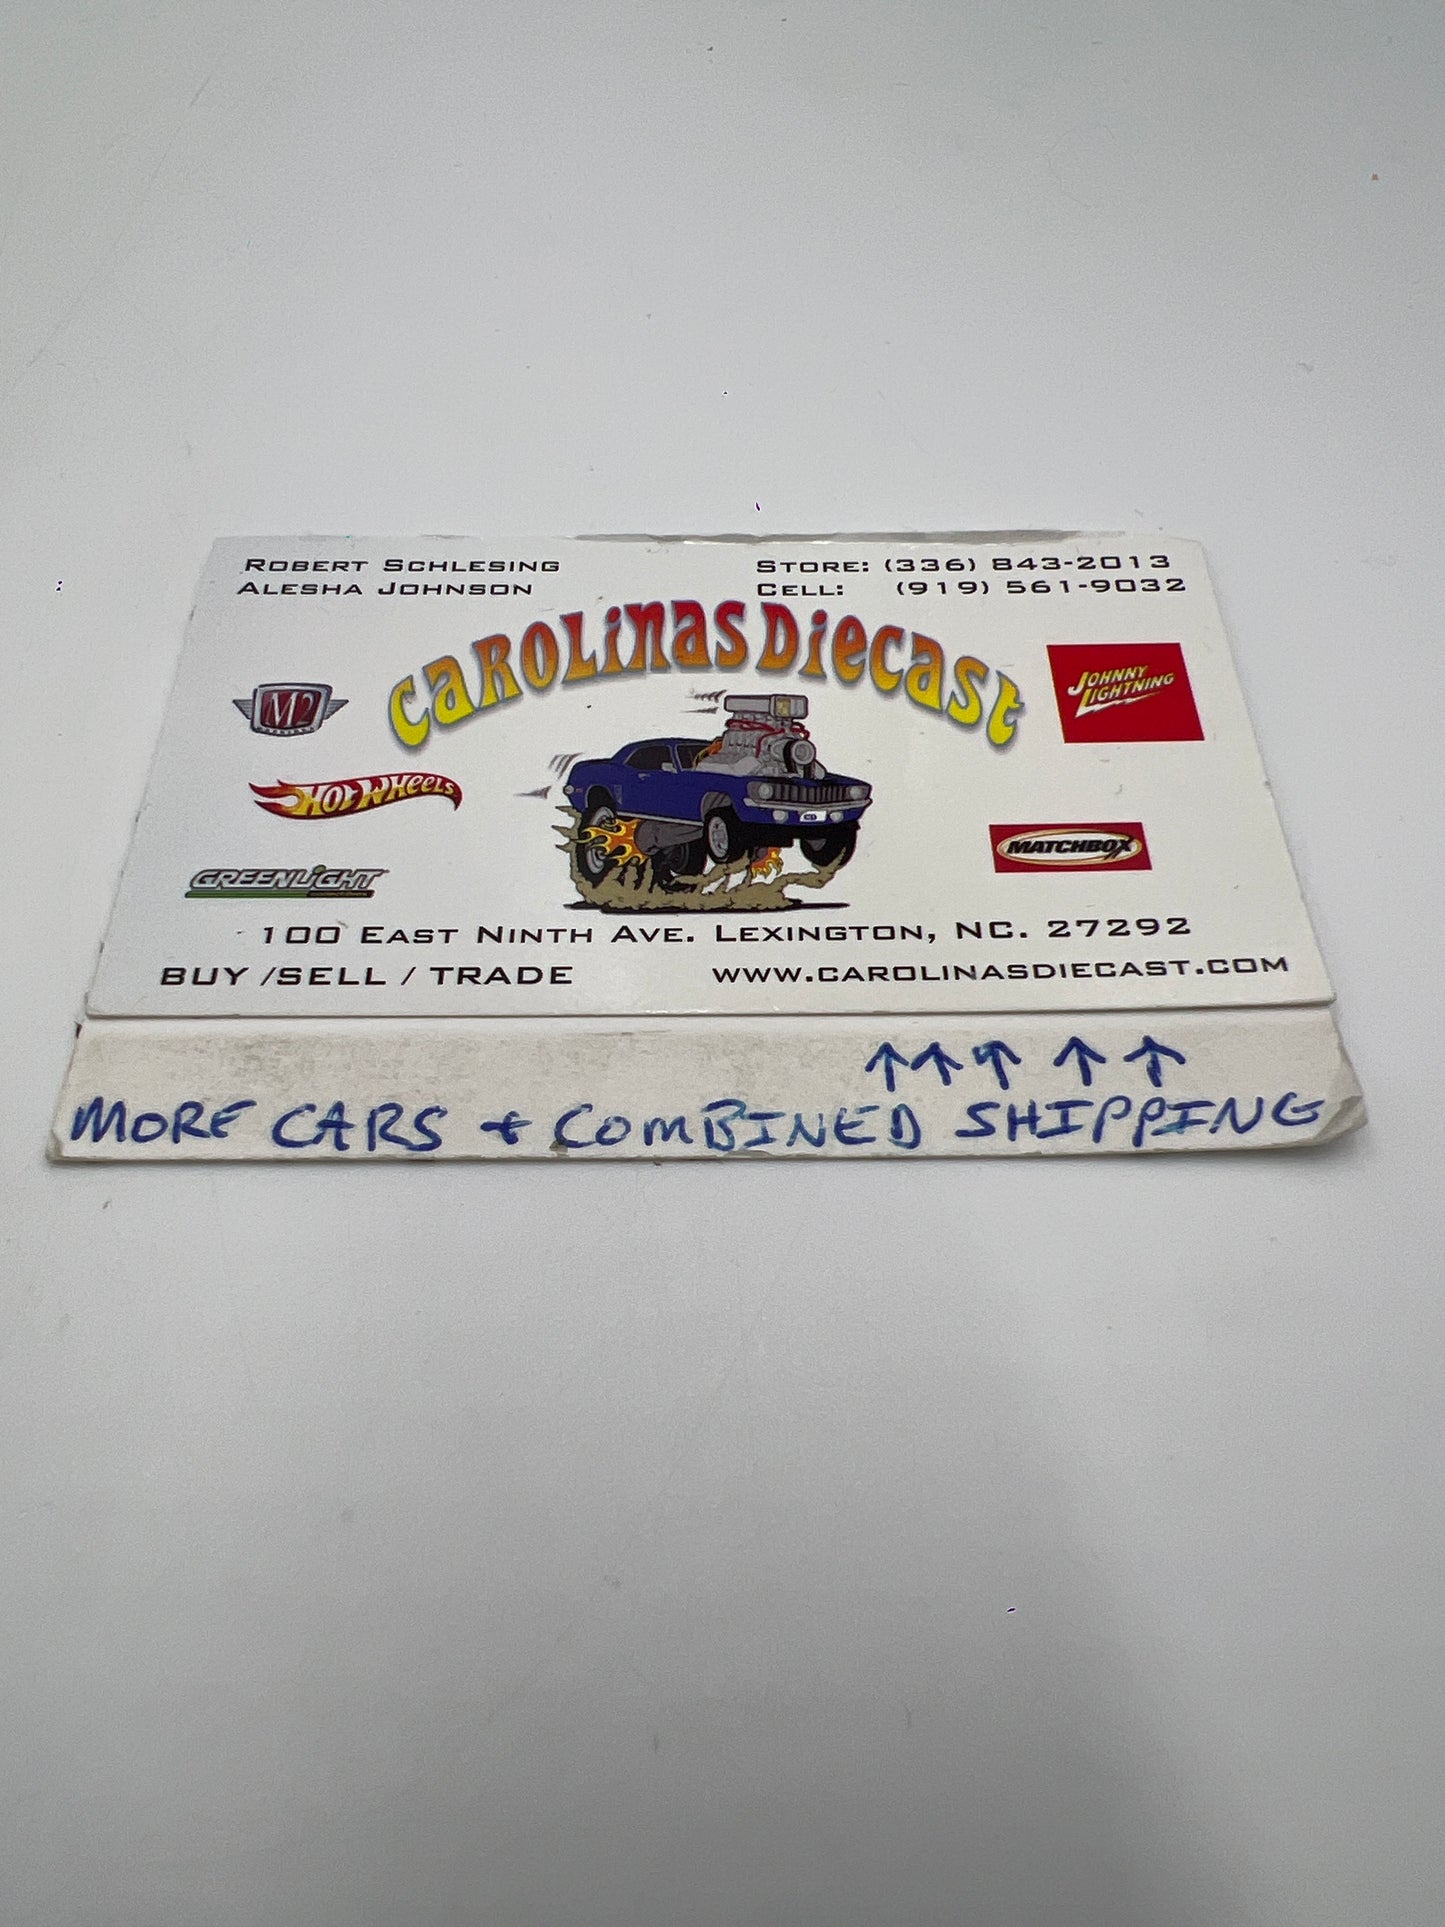 ROBERT SCHLESING
ALESHA JOHNSON
STORE: (336) 843-2013
CELL: (919) 561-9032
CAROLINAS DIECAST
M2
JOHNNY
LIGHTNING
HOT WHEELS
MATCHBOX
GREENLIGHT
100 EAST NINTH AVE. LEXINGTON, NC. 27292
BUY /SELL / TRADE
WWW.CAROLINASDIECAST.COM
↑↑↑ ↑ ↑
MORE CARS + COMBINED SHIPPING